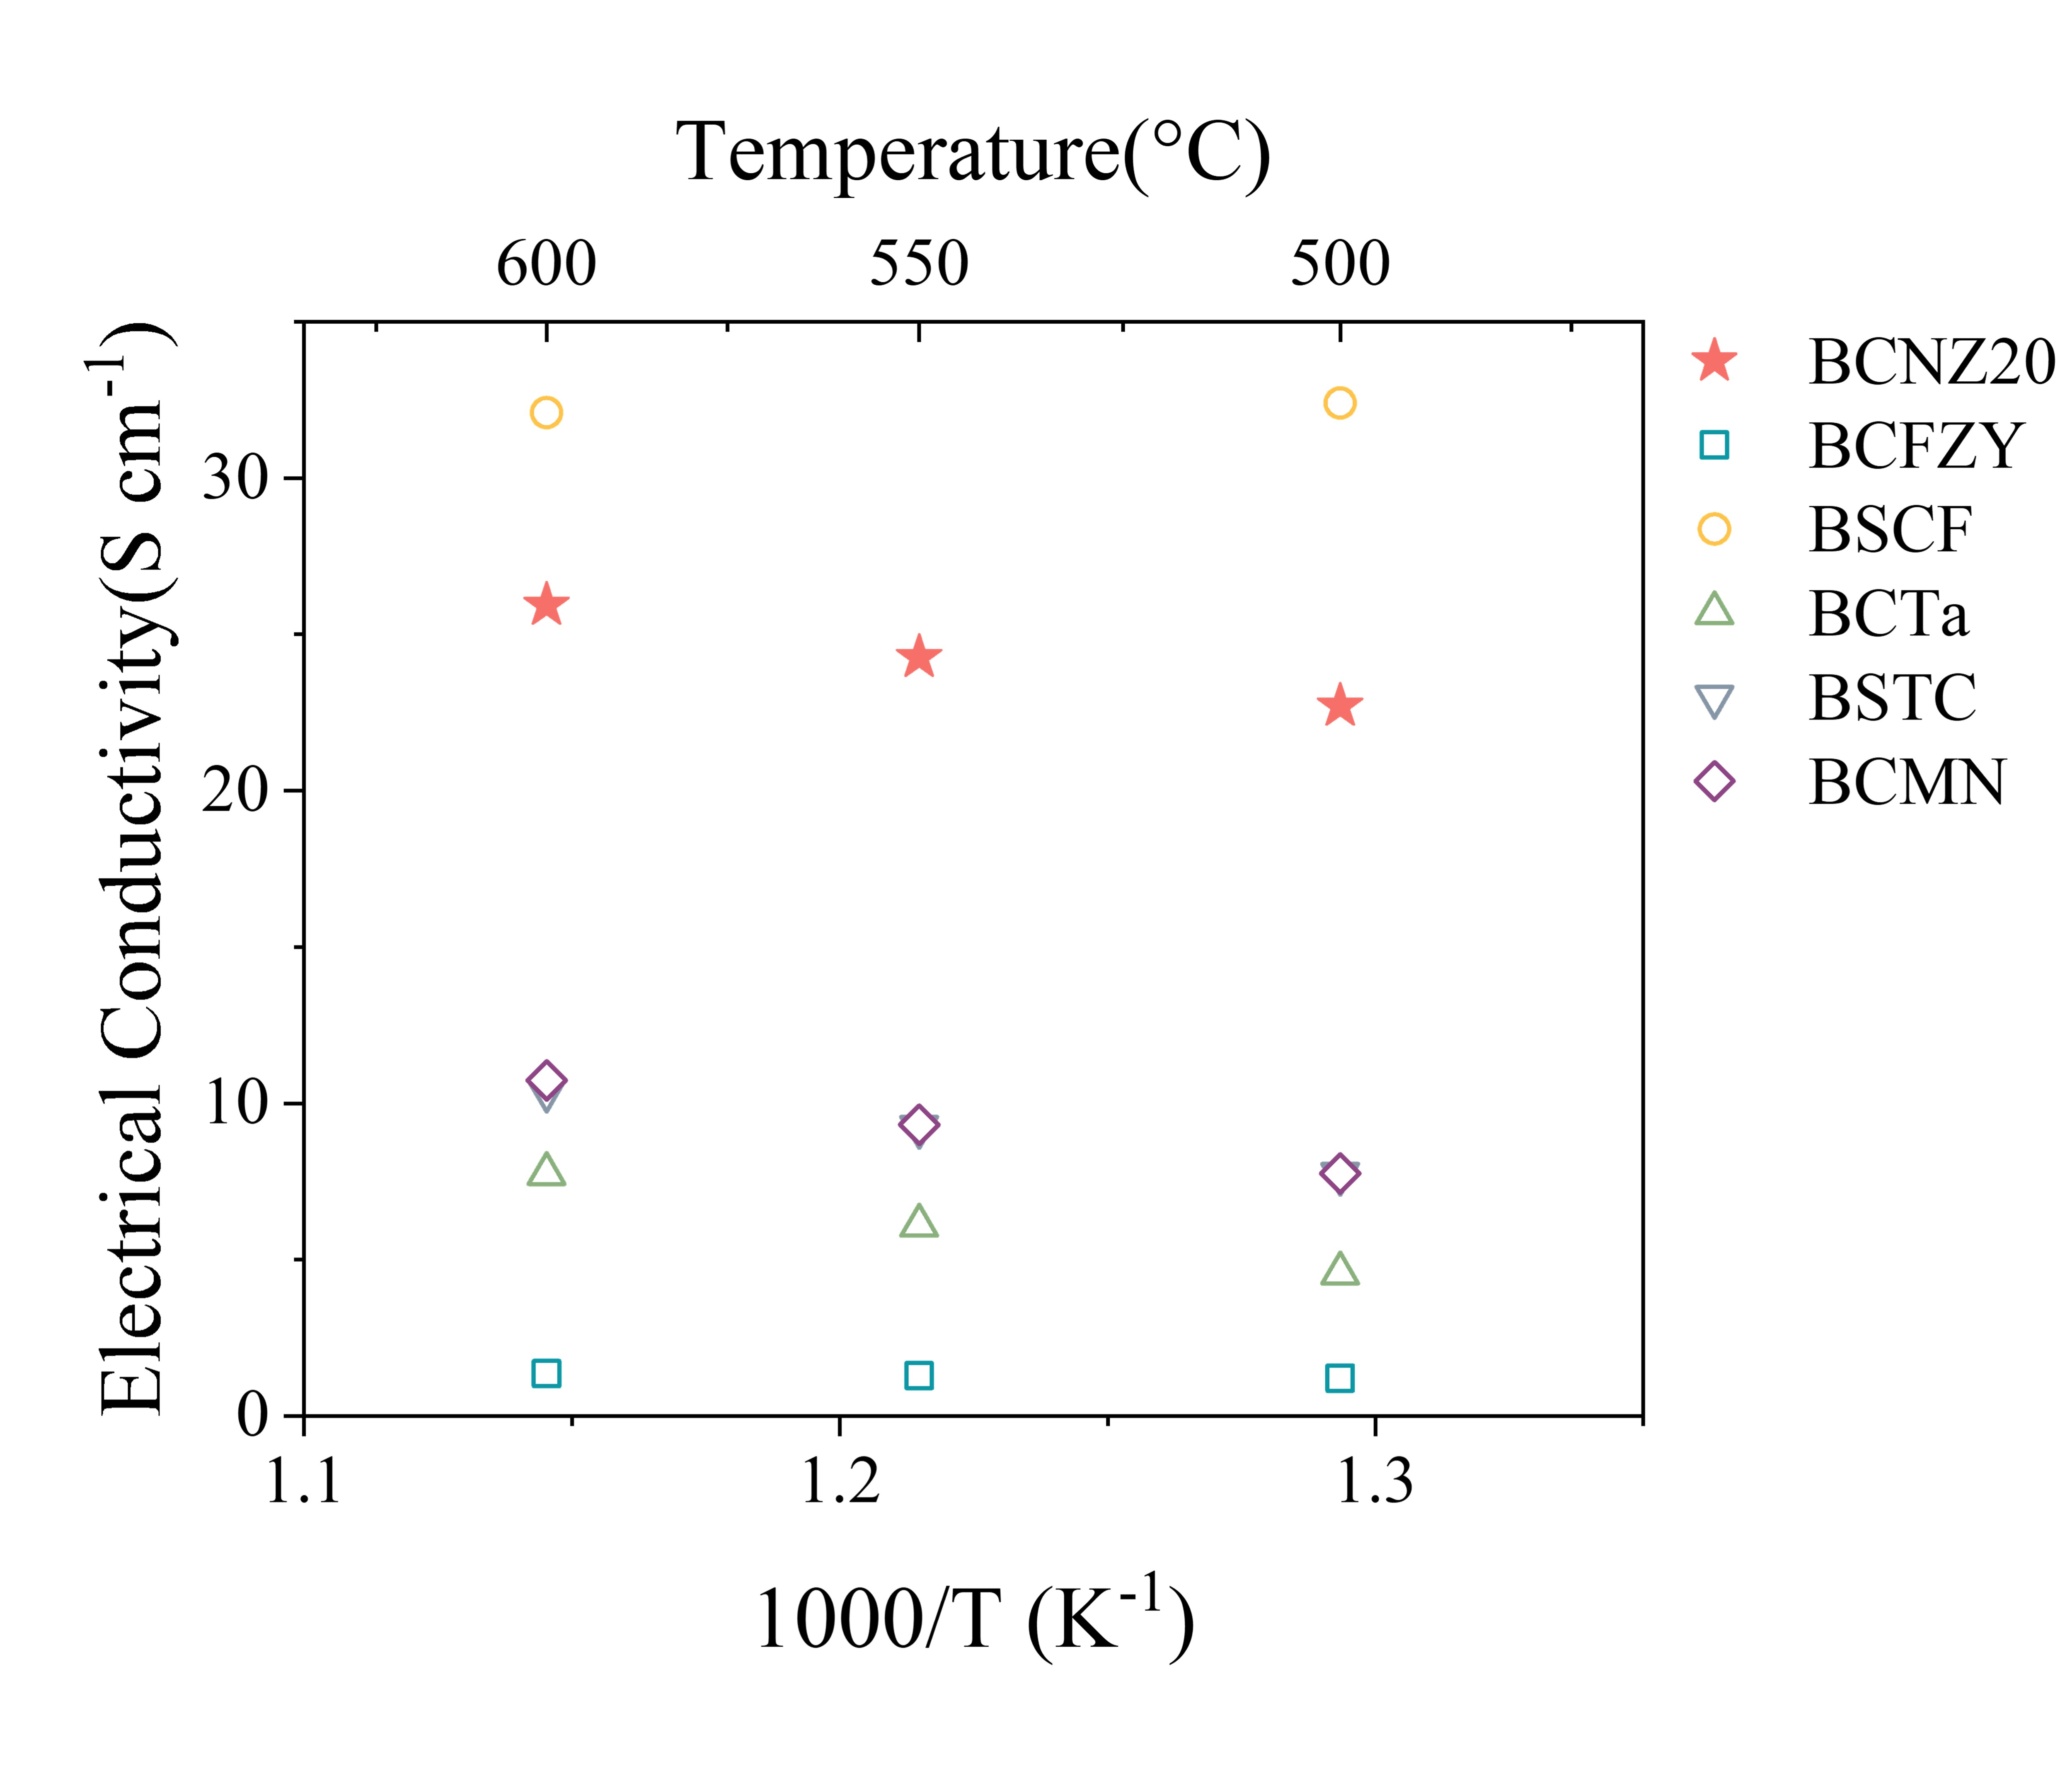 Temperature(°C)
600 550 500
Electrical Conductivity(S cm-1)
30
20
10
0
1.1 1.2 1.3
1000/T (K-1)
BCNZ20
BCFZY
BSCF
BCTa
BSTC
BCMN